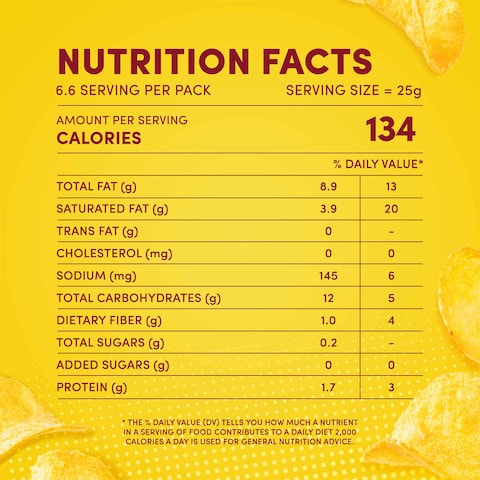 NUTRITION FACTS
6.6 SERVING PER PACK SERVING SIZE = 25g
AMOUNT PER SERVING
CALORIES 134
% DAILY VALUE*
TOTAL FAT (g) 8.9 13
SATURATED FAT (g) 3.9 20
TRANS FAT (g) 0 -
CHOLESTEROL (mg) 0 0
SODIUM (mg) 145 6
TOTAL CARBOHYDRATES (g) 12 5
DIETARY FIBER (g) 1.0 4
TOTAL SUGARS (g) 0.2 -
ADDED SUGARS (g) 0 0
PROTEIN (g) 1.7 3
* THE % DAILY VALUE (DV) TELLS YOU HOW MUCH A NUTRIENT
IN A SERVING OF FOOD CONTRIBUTES TO A DAILY DIET 2,000
CALORIES A DAY IS USED FOR GENERAL NUTRITION ADVICE.